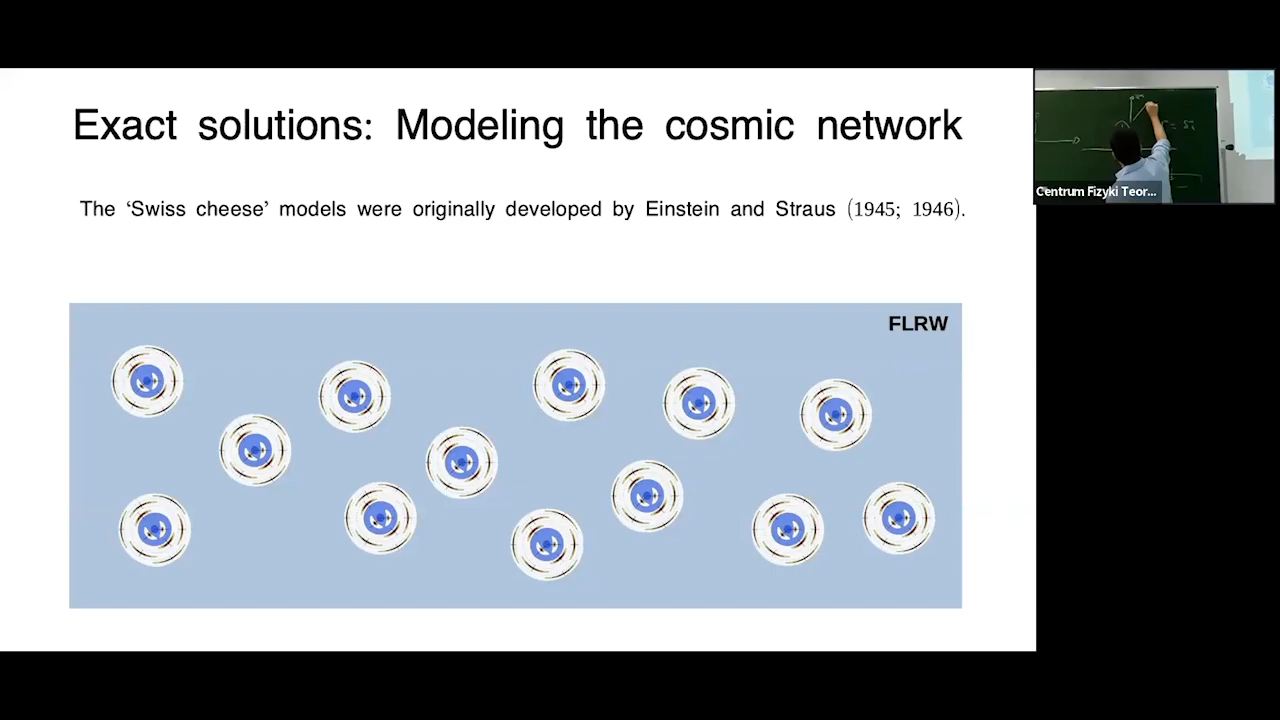 Exact solutions: Modeling the cosmic network
The ‘Swiss cheese’ models were originally developed by Einstein and Straus (1945; 1946).
FLRW
Centrum Fizyki Teor...